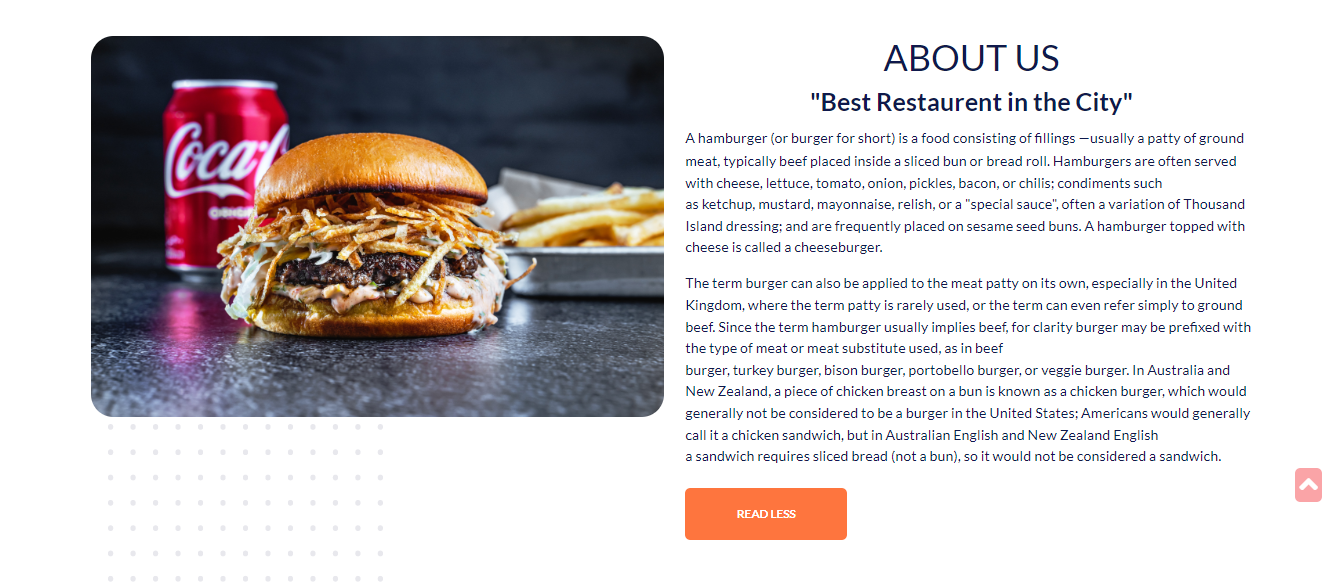 ABOUT US
"Best Restaurent in the City"
A hamburger (or burger for short) is a food consisting of fillings —usually a patty of ground
meat, typically beef placed inside a sliced bun or bread roll. Hamburgers are often served
with cheese, lettuce, tomato, onion, pickles, bacon, or chilis; condiments such
as ketchup, mustard, mayonnaise, relish, or a "special sauce", often a variation of Thousand
Island dressing; and are frequently placed on sesame seed buns. A hamburger topped with
cheese is called a cheeseburger.
The term burger can also be applied to the meat patty on its own, especially in the United
Kingdom, where the term patty is rarely used, or the term can even refer simply to ground
beef. Since the term hamburger usually implies beef, for clarity burger may be prefixed with
the type of meat or meat substitute used, as in beef
burger, turkey burger, bison burger, portobello burger, or veggie burger. In Australia and
New Zealand, a piece of chicken breast on a bun is known as a chicken burger, which would
generally not be considered to be a burger in the United States; Americans would generally
call it a chicken sandwich, but in Australian English and New Zealand English
a sandwich requires sliced bread (not a bun), so it would not be considered a sandwich.
READ LESS